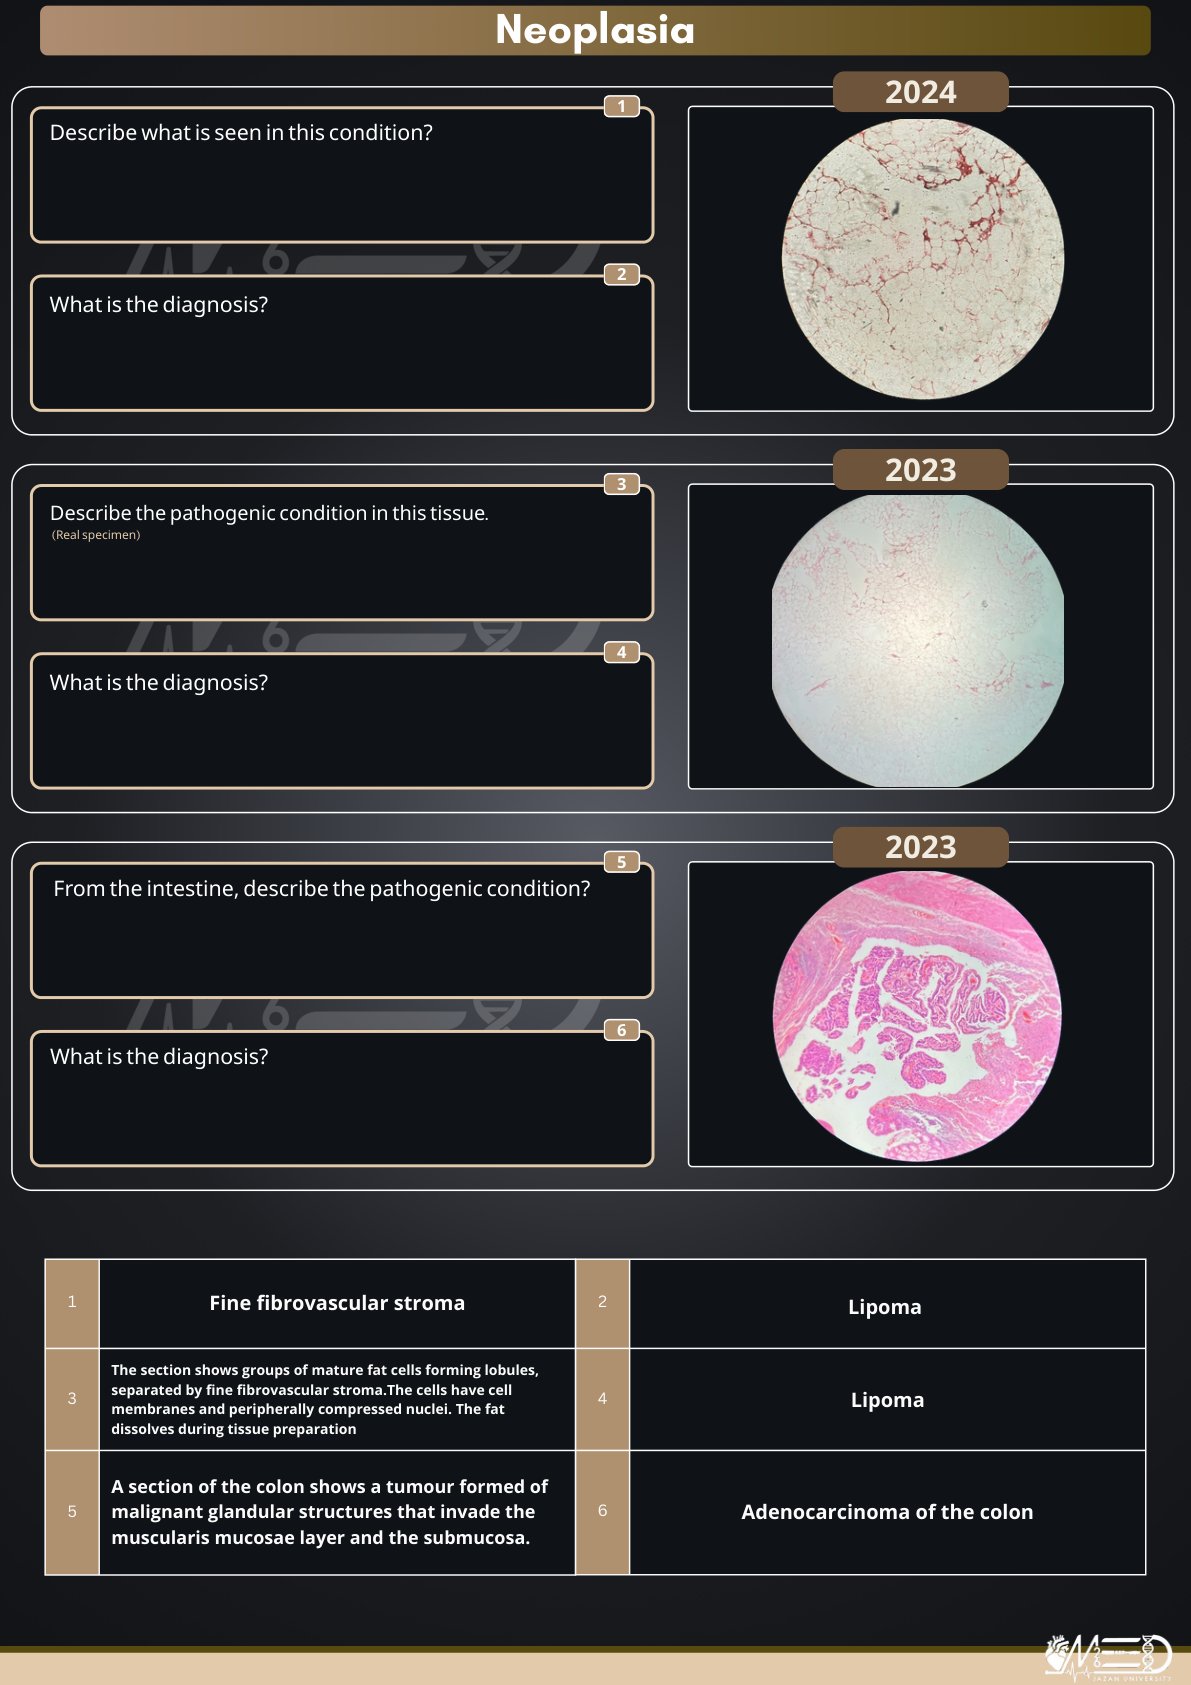 Neoplasia
2024
1
Describe what is seen in this condition?
2
What is the diagnosis?
2023
3
Describe the pathogenic condition in this tissue.
(Real specimen)
4
What is the diagnosis?
2023
5
From the intestine, describe the pathogenic condition?
6
What is the diagnosis?
1
Fine fibrovascular stroma
2
Lipoma
3
The section shows groups of mature fat cells forming lobules,
separated by fine fibrovascular stroma.The cells have cell
membranes and peripherally compressed nuclei. The fat
dissolves during tissue preparation
4
Lipoma
5
A section of the colon shows a tumour formed of
malignant glandular structures that invade the
muscularis mucosae layer and the submucosa.
6
Adenocarcinoma of the colon
MED
JAZAN UNIVERSITY